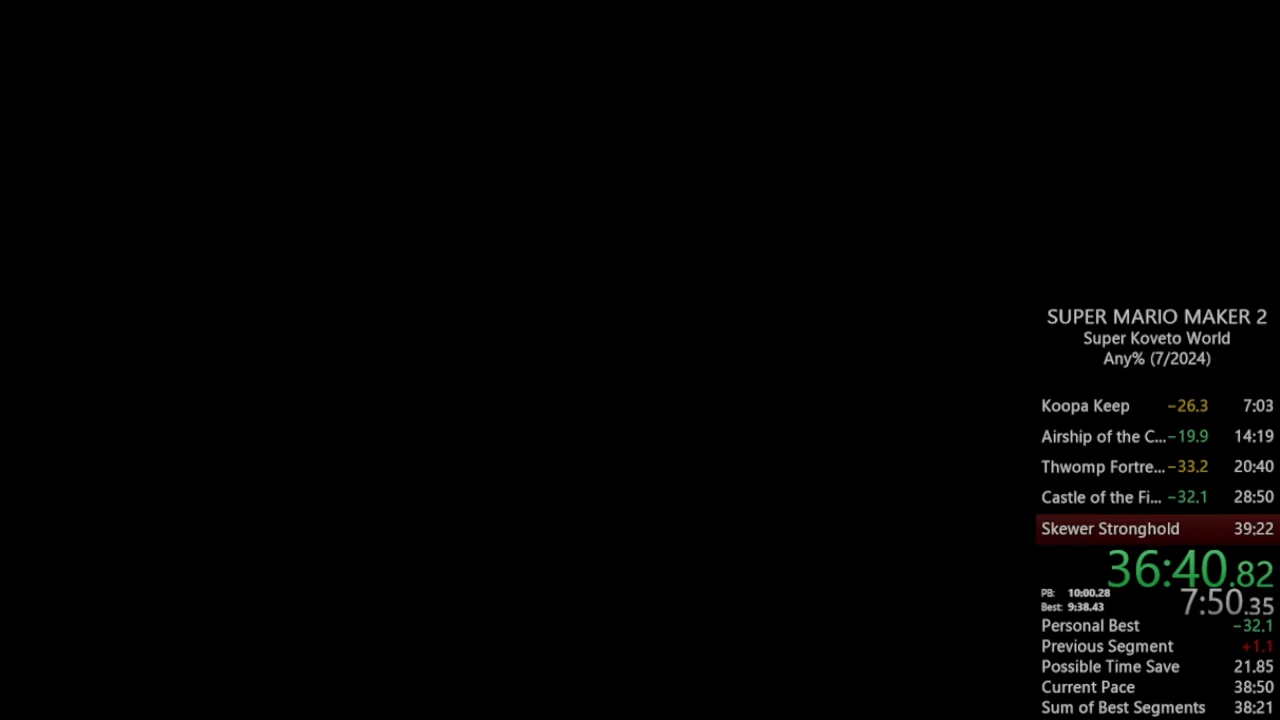 SUPER MARIO MAKER 2
Super Koveto World
Any% (7/2024)
Koopa Keep −26.3 7:03
Airship of the C... −19.9 14:19
Thwomp Fortre... −33.2 20:40
Castle of the Fi... −32.1 28:50
Skewer Stronghold 39:22
36:40.82
PB: 10:00.28
Best: 9:38.43
7:50.35
Personal Best −32.1
Previous Segment +1.1
Possible Time Save 21.85
Current Pace 38:50
Sum of Best Segments 38:21